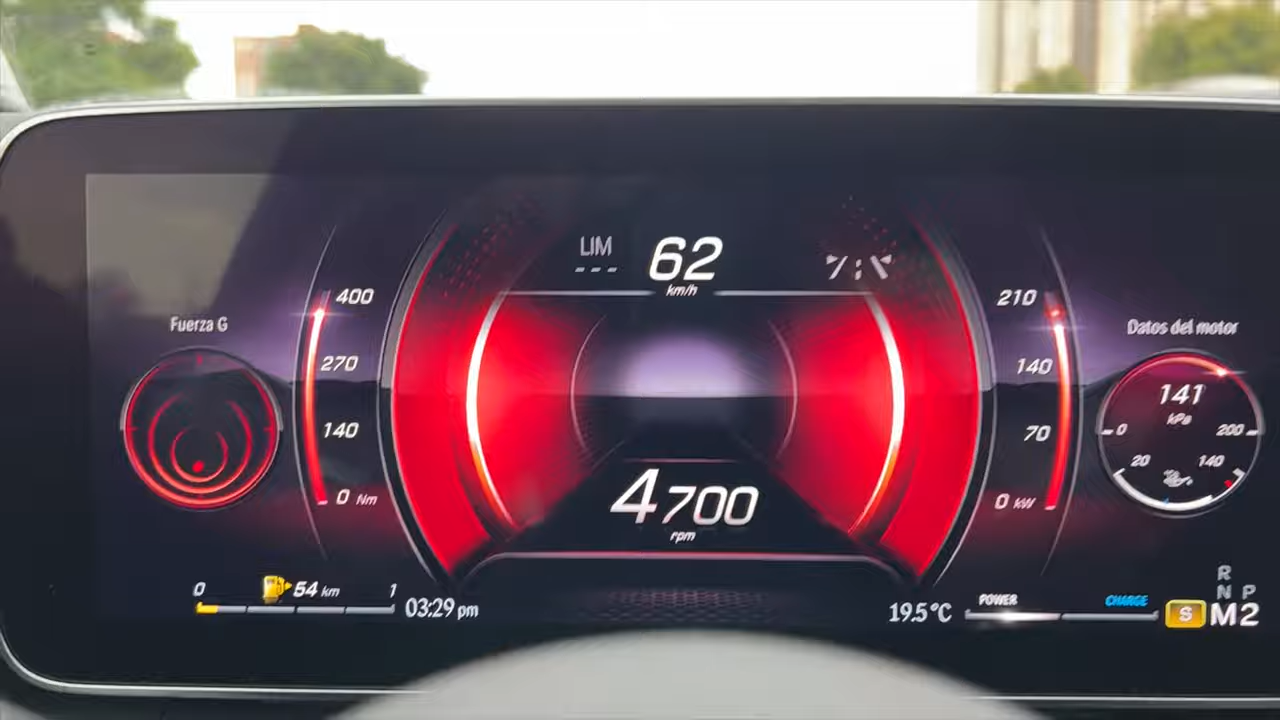 LIM
---
62
km/h
Fuerza G
400
270
140
0 Nm
4700
rpm
210
140
70
0 kW
Datos del motor
141
kPa
0 200
20 140
0 54 km 1
03:29 pm
19.5°C
POWER CHARGE
R
N P
S M2